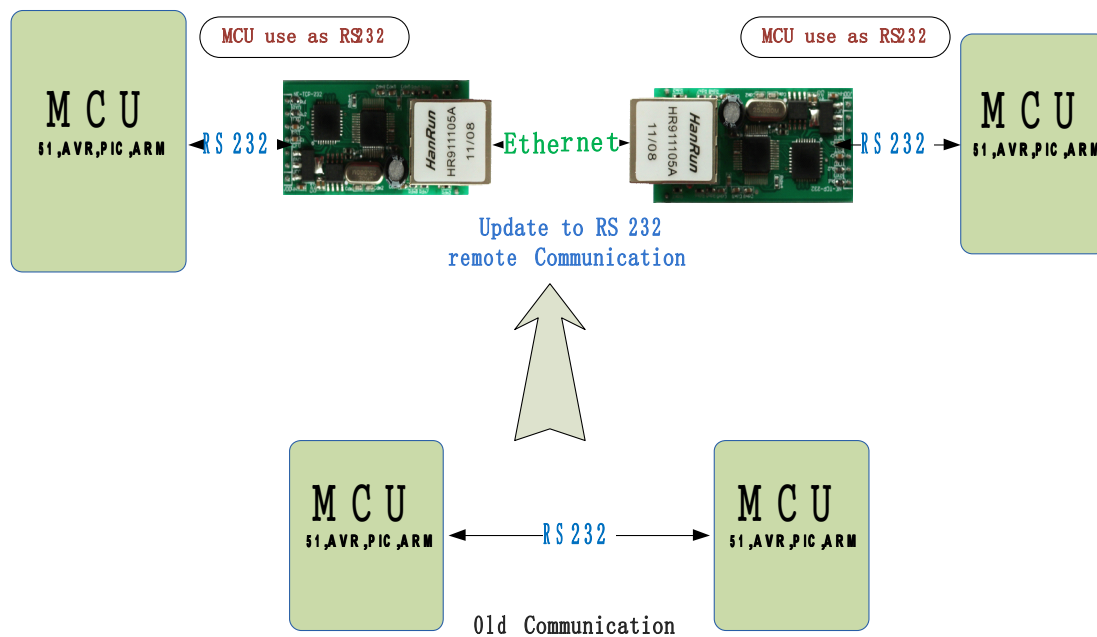 MCU use as RS232
MCU use as RS232
MCU
51,AVR,PIC,ARM
RS 232
HanRun
HR911105A
11/08
Ethernet
HanRun
HR911105A
11/08
RS 232
MCU
51,AVR,PIC,ARM
Update to RS 232
remote Communication
MCU
51,AVR,PIC,ARM
RS 232
MCU
51,AVR,PIC,ARM
Old Communication